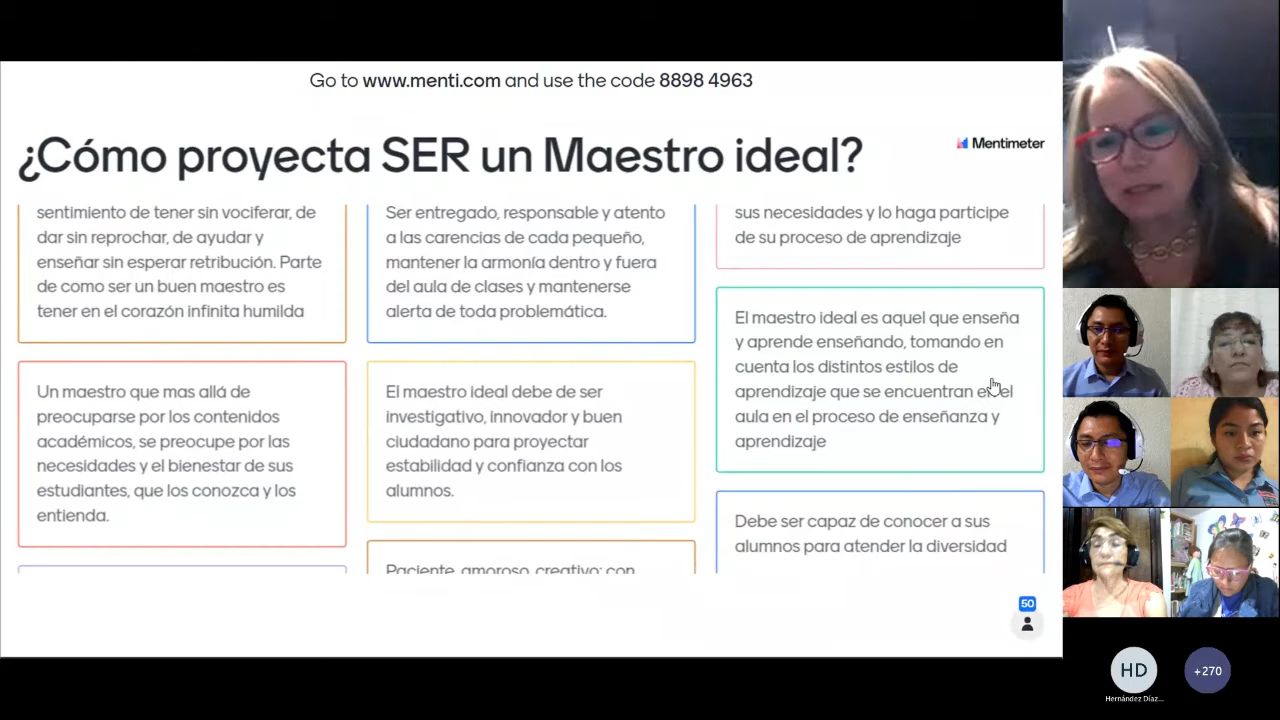 Go to www.menti.com and use the code 8898 4963
¿Cómo proyecta SER un Maestro ideal?
Mentimeter
sentimiento de tener sin vociferar, de
dar sin reprochar, de ayudar y
enseñar sin esperar retribución. Parte
de como ser un buen maestro es
tener en el corazón infinita humilda
Un maestro que mas allá de
preocuparse por los contenidos
académicos, se preocupe por las
necesidades y el bienestar de sus
estudiantes, que los conozca y los
entienda.
Ser entregado, responsable y atento
a las carencias de cada pequeño,
mantener la armonía dentro y fuera
del aula de clases y mantenerse
alerta de toda problemática.
El maestro ideal debe de ser
investigativo, innovador y buen
ciudadano para proyectar
estabilidad y confianza con los
alumnos.
Paciente, amoroso, creativo; con
sus necesidades y lo haga participe
de su proceso de aprendizaje
El maestro ideal es aquel que enseña
y aprende enseñando, tomando en
cuenta los distintos estilos de
aprendizaje que se encuentran en el
aula en el proceso de enseñanza y
aprendizaje
Debe ser capaz de conocer a sus
alumnos para atender la diversidad
50
HD
Hernández Díaz...
+270